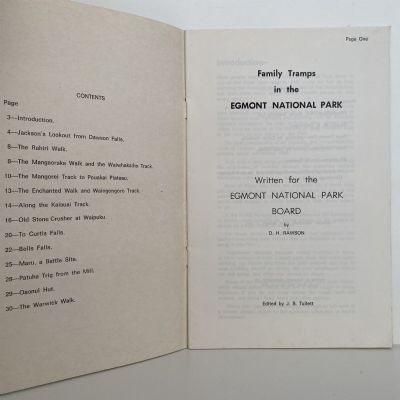 CONTENTS
Page
3—Introduction.
4—Jackson's Lookout from Dawson Falls.
6—The Rahiri Walk.
8—The Mangaoraka Walk and the Waiwhakaiho Track.
10—The Mangorei Track to Pouakai Plateau.
13—The Enchanted Walk and Waingongoro Track.
14—Along the Kaiauai Track.
16—Old Stone Crusher at Waipuku.
20—To Curtis Falls.
22—Bells Falls.
25—Maru, a Battle Site.
28—Patuha Trig from the Mill.
29—Oaonui Hut.
30—The Warwick Walk.
Page One
Family Tramps
in the
EGMONT NATIONAL PARK
Written for the
EGMONT NATIONAL PARK
BOARD
by
D. H. RAWSON
Edited by J. S. Tullett